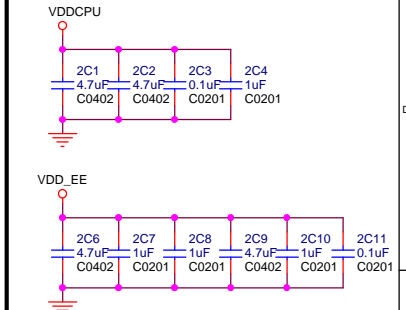 VDDCPU
2C1 2C2 2C3 2C4
4.7uF 4.7uF 0.1uF 1uF
C0402 C0402 C0201 C0201
VDD_EE
2C6 2C7 2C8 2C9 2C10 2C11
4.7uF 1uF 1uF 4.7uF 1uF 0.1uF
C0402 C0201 C0201 C0402 C0201 C0201